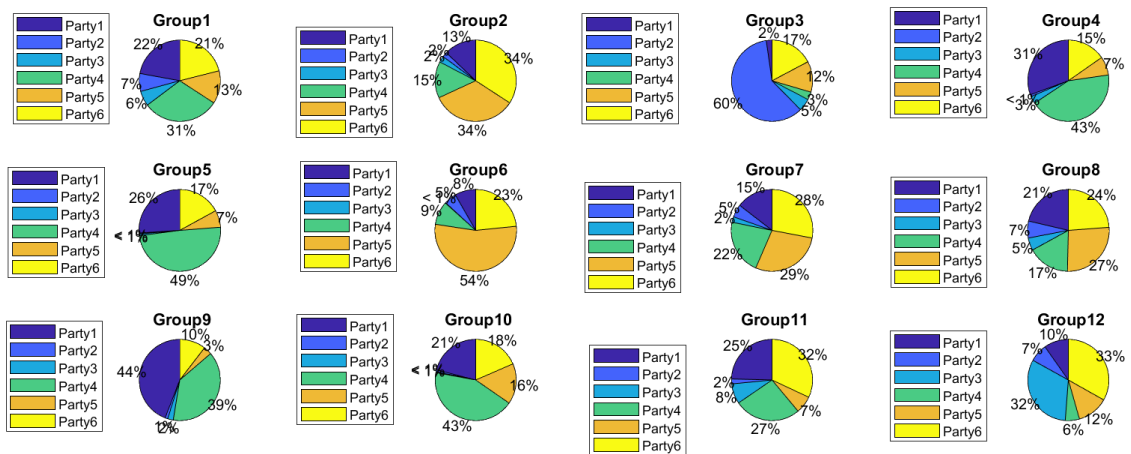 Group1
Party1
Party2
Party3
Party4
Party5
Party6
22%
7%
6%
31%
13%
21%
Group2
Party1
Party2
Party3
Party4
Party5
Party6
13%
2%
2%
15%
34%
34%
Group3
Party1
Party2
Party3
Party4
Party5
Party6
2%
60%
5%
3%
12%
17%
Group4
Party1
Party2
Party3
Party4
Party5
Party6
31%
< 1%
3%
43%
7%
15%
Group5
Party1
Party2
Party3
Party4
Party5
Party6
26%
< 1%
< 1%
49%
7%
17%
Group6
Party1
Party2
Party3
Party4
Party5
Party6
8%
5%
< 1%
9%
54%
23%
Group7
Party1
Party2
Party3
Party4
Party5
Party6
15%
5%
2%
22%
29%
28%
Group8
Party1
Party2
Party3
Party4
Party5
Party6
21%
7%
5%
17%
27%
24%
Group9
Party1
Party2
Party3
Party4
Party5
Party6
44%
1%
2%
39%
3%
10%
Group10
Party1
Party2
Party3
Party4
Party5
Party6
21%
< 1%
< 1%
43%
16%
18%
Group11
Party1
Party2
Party3
Party4
Party5
Party6
25%
2%
8%
27%
7%
32%
Group12
Party1
Party2
Party3
Party4
Party5
Party6
10%
7%
32%
6%
12%
33%